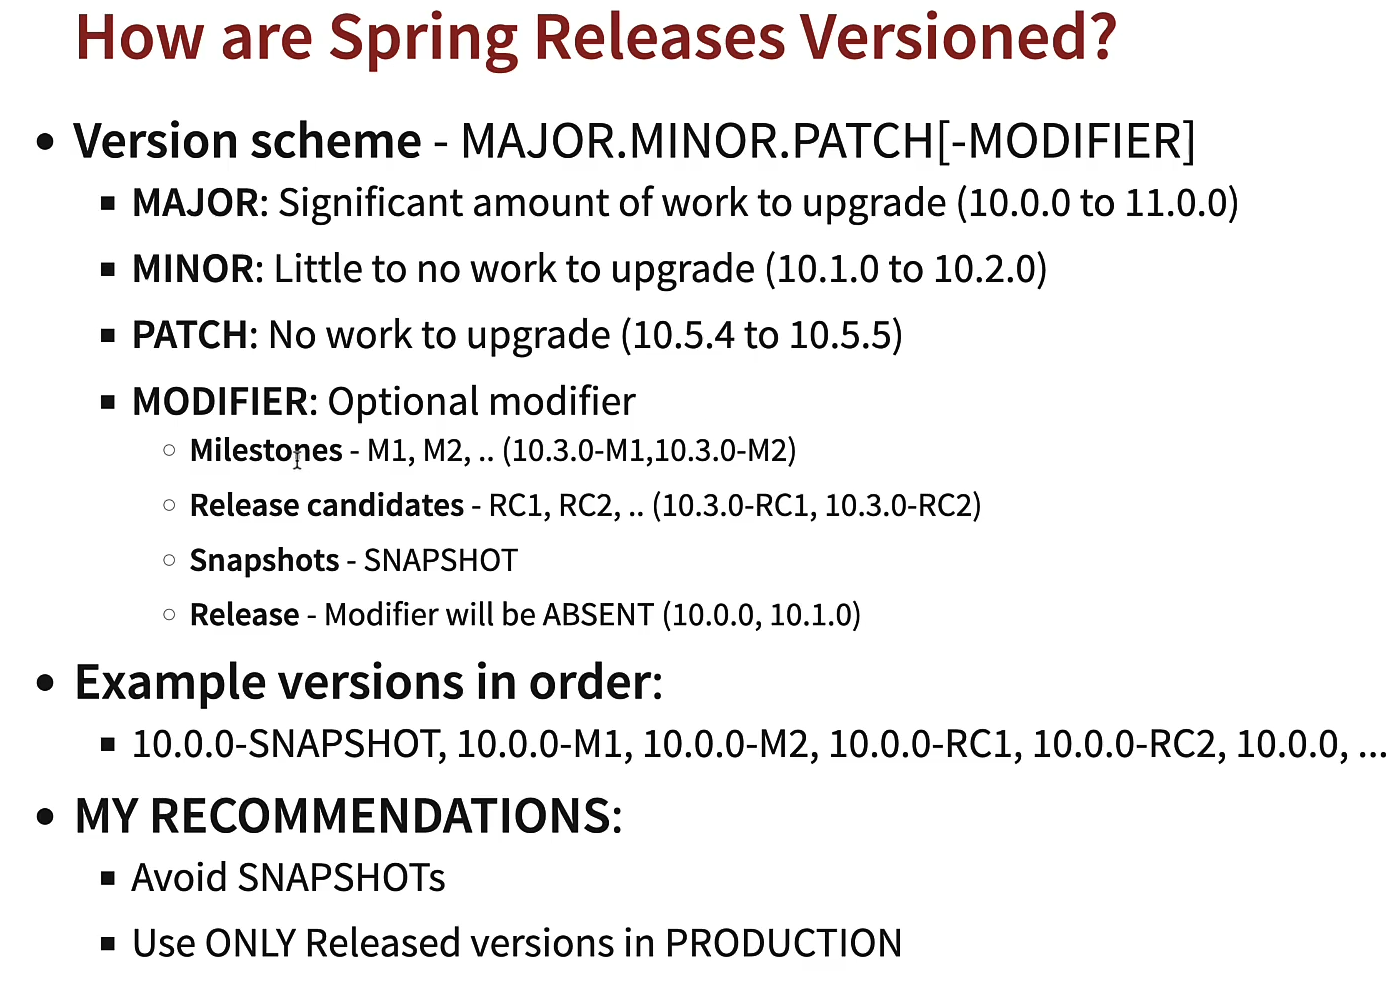 How are Spring Releases Versioned?
Version scheme - MAJOR.MINOR.PATCH[-MODIFIER]
MAJOR: Significant amount of work to upgrade (10.0.0 to 11.0.0)
MINOR: Little to no work to upgrade (10.1.0 to 10.2.0)
PATCH: No work to upgrade (10.5.4 to 10.5.5)
MODIFIER: Optional modifier
Milestones - M1, M2, .. (10.3.0-M1,10.3.0-M2)
Release candidates - RC1, RC2, .. (10.3.0-RC1, 10.3.0-RC2)
Snapshots - SNAPSHOT
Release - Modifier will be ABSENT (10.0.0, 10.1.0)
Example versions in order:
10.0.0-SNAPSHOT, 10.0.0-M1, 10.0.0-M2, 10.0.0-RC1, 10.0.0-RC2, 10.0.0, ...
MY RECOMMENDATIONS:
Avoid SNAPSHOTs
Use ONLY Released versions in PRODUCTION